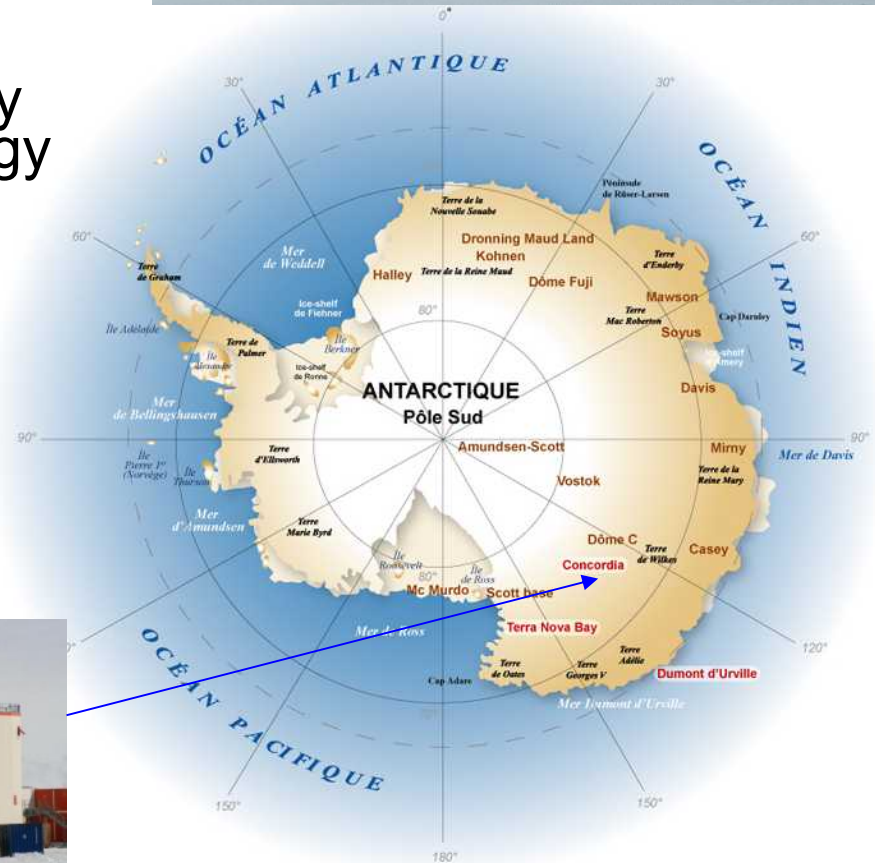 y
gy
0°
30°
OCÉAN ATLANTIQUE
30°
OCÉAN INDIEN
60°
60°
Péninsule
de Rüser-Larsen
Terre de la
Nouvelle Souabe
Mer
de Weddell
Dronning Maud Land
Kohnen
Terre
d'Enderby
Terre
de Graham
Halley
Terre de la Reine Maud
Dôme Fuji
Mawson
Cap Darnley
Ice-shelf
de Fiehner
80°
Terre
Mac Roberton
Soyus
Île Adélaïde
Terre de
Palmer
Île
Berkner
Ice-shelf
d'Amery
Île
Ice-shelf
de Ronne
ANTARCTIQUE
Pôle Sud
Davis
Mer
de Bellingshausen
90°
Amundsen-Scott
Mirny
90°
Île
Pierre 1er
(Norvège)
Île
Thurson
Terre
d'Ellsworth
Mer de Davis
Vostok
Terre de la
Reine Mary
Mer
d'Amundsen
Terre
Marie Byrd
Dôme C
Terre
de Wilkes
Casey
Île
Roosevelt
Concordia
80°
Île
de Ross
Mc Murdo
Scott base
Mer de Ross
Terra Nova Bay
120°
Terre
Adélie
Terre
de Oates
Terre
Georges V
Dumont d'Urville
Cap Adare
Mer Dumont d'Urville
OCÉAN PACIFIQUE
150°
150°
180°